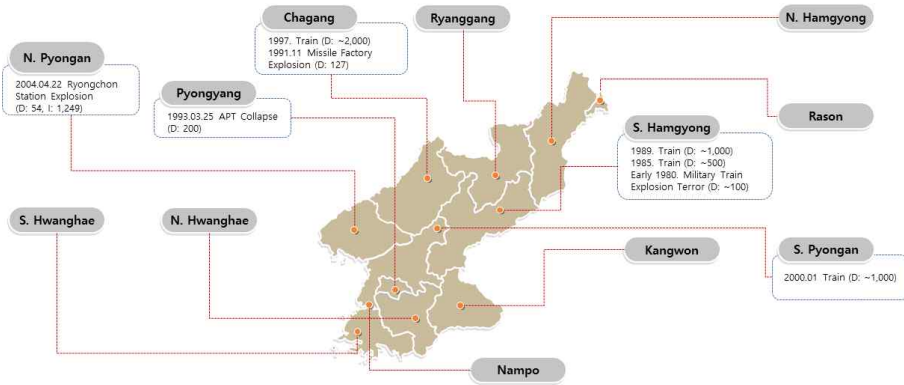 Chagang
1997. Train (D: ~2,000)
1991.11 Missile Factory
Explosion (D: 127)
Ryanggang
N. Hamgyong
N. Pyongan
2004.04.22 Ryongchon
Station Explosion
(D: 54, I: 1,249)
Pyongyang
1993.03.25 APT Collapse
(D: 200)
Rason
S. Hamgyong
1989. Train (D: ~1,000)
1985. Train (D: ~500)
Early 1980. Military Train
Explosion Terror (D: ~100)
S. Hwanghae
N. Hwanghae
Kangwon
S. Pyongan
2000.01 Train (D: ~1,000)
Nampo